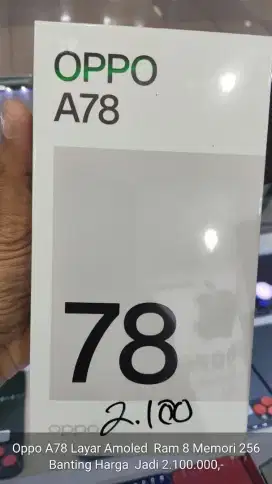 OPPO
A78
78
2.100
oppo
Oppo A78 Layar Amoled Ram 8 Memori 256
Banting Harga Jadi 2.100.000,-